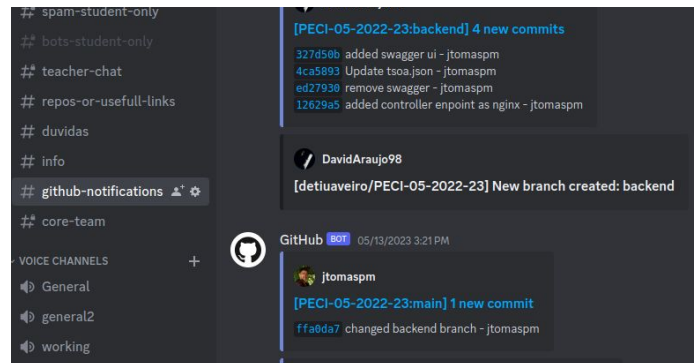 spam-student-only
bots-student-only
teacher-chat
repos-or-usefull-links
duvidas
info
github-notifications
core-team
VOICE CHANNELS
General
general2
working
[PECI-05-2022-23:backend] 4 new commits
327d50b added swagger ui - jtomaspm
4ca5893 Update tsoa.json - jtomaspm
ed27930 remove swagger - jtomaspm
12629a5 added controller enpoint as nginx - jtomaspm
DavidAraujo98
[detiuaveiro/PECI-05-2022-23] New branch created: backend
GitHub BOT 05/13/2023 3:21 PM
jtomaspm
[PECI-05-2022-23:main] 1 new commit
ffa0da7 changed backend branch - jtomaspm